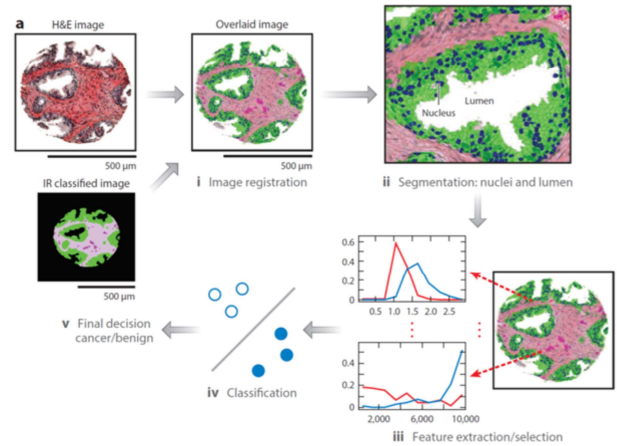 a
H&E image
Overlaid image
Nucleus
Lumen
500 µm
500 µm
i Image registration
ii Segmentation: nuclei and lumen
IR classified image
500 µm
0.6
0.4
0.2
0
0.5 1.0 1.5 2.0 2.5
v Final decision
cancer/benign
iv Classification
0.4
0.2
0
2,000 6,000 10,000
iii Feature extraction/selection